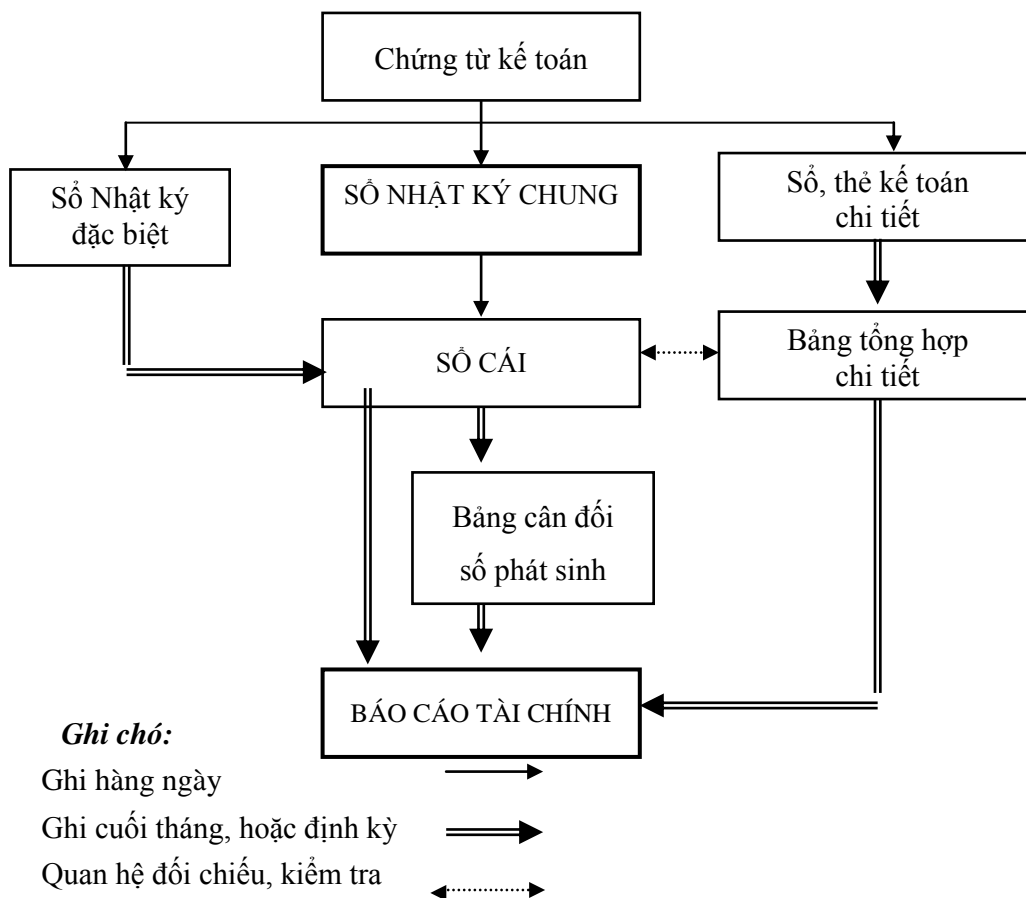 Chứng từ kế toán
Sổ Nhật ký
đặc biệt
SỔ NHẬT KÝ CHUNG
Sổ, thẻ kế toán
chi tiết
SỔ CÁI
Bảng tổng hợp
chi tiết
Bảng cân đối
số phát sinh
BÁO CÁO TÀI CHÍNH
Ghi chó:
Ghi hàng ngày
Ghi cuối tháng, hoặc định kỳ
Quan hệ đối chiếu, kiểm tra